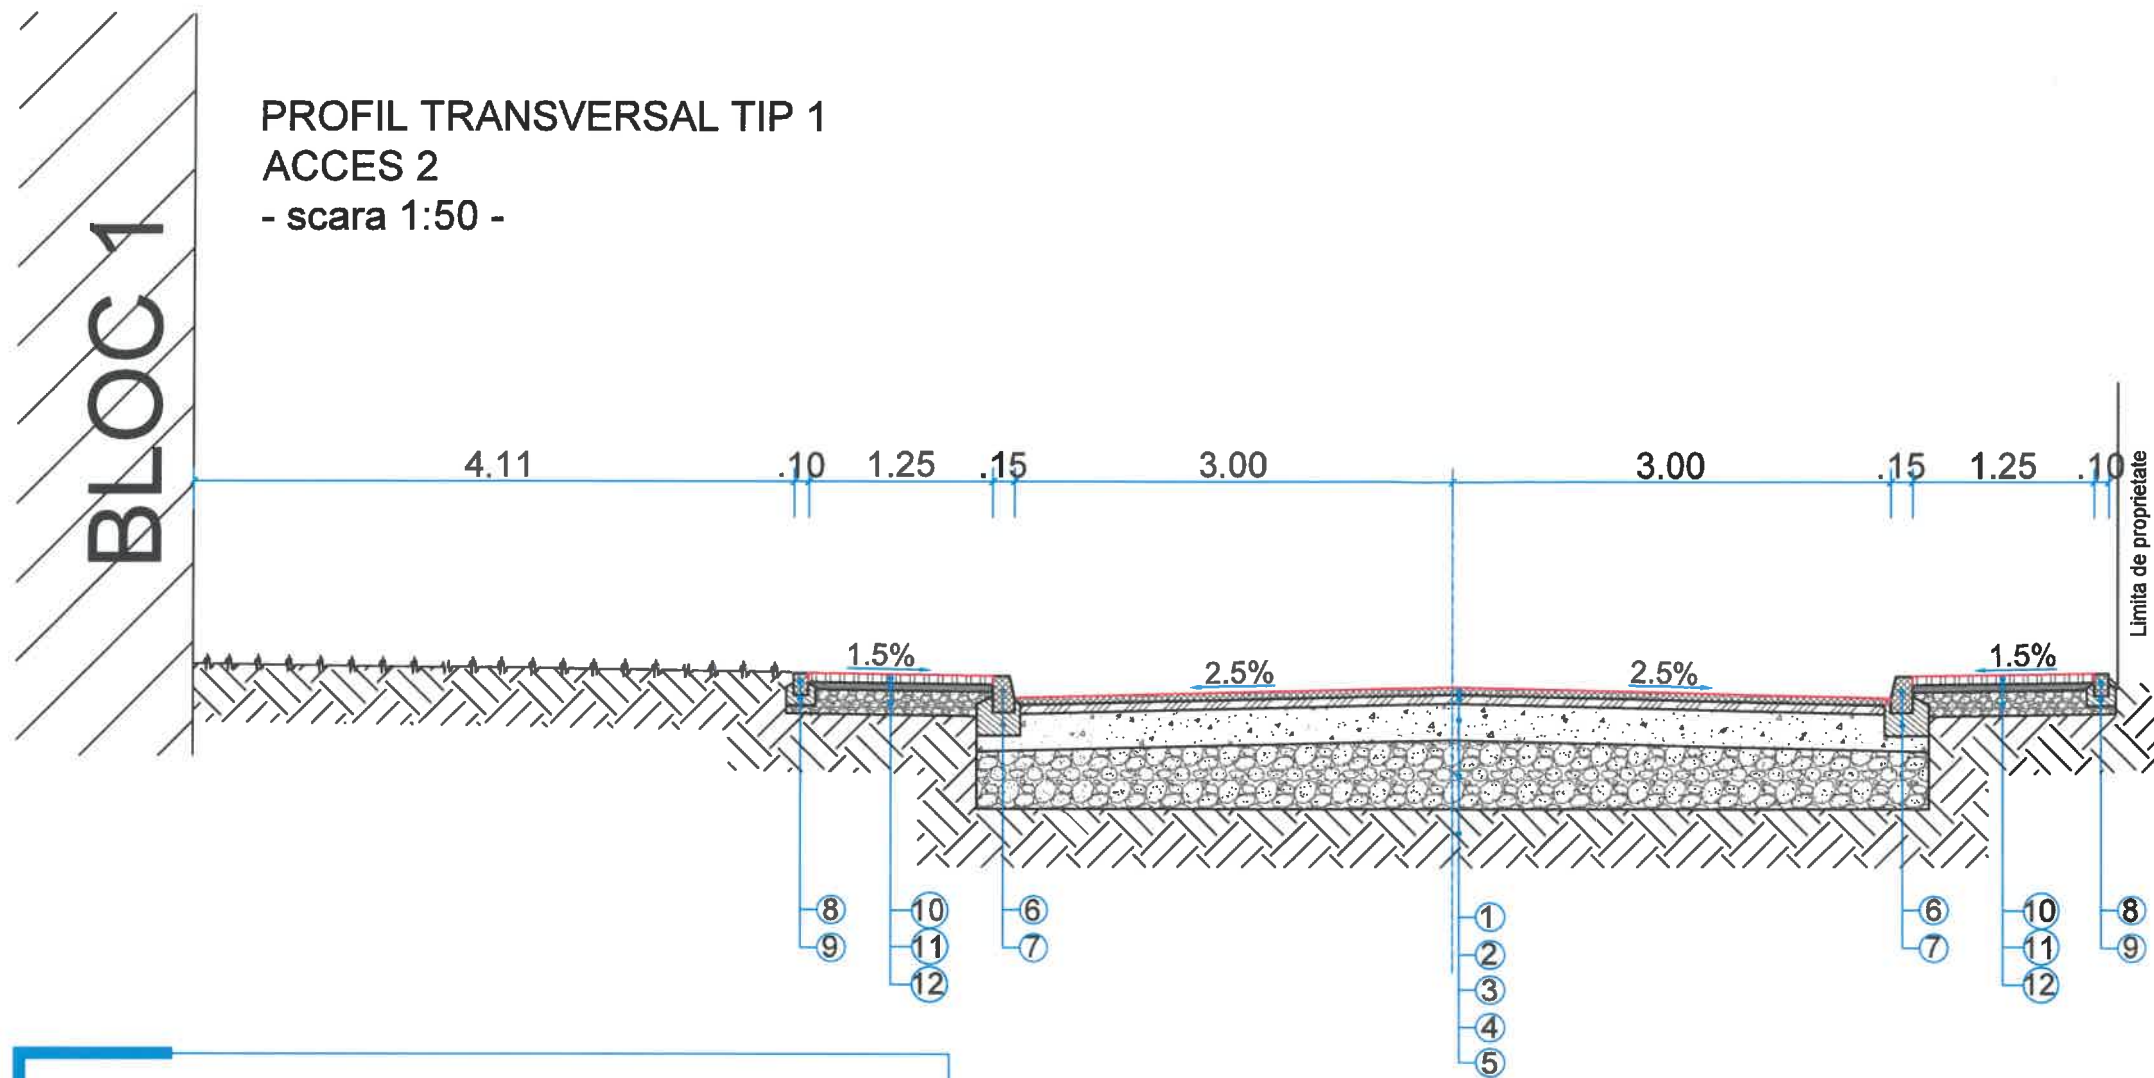 PROFIL TRANSVERSAL TIP 1
ACCES 2
- scara 1:50 -
BLOC 1
4.11 .10 1.25 .15 3.00 3.00 .15 1.25 .10
Limita de proprietate
1.5% 2.5% 2.5% 1.5%
8 10 6 1 6 10 8
9 11 7 2 7 11 9
12 3 12
4
5